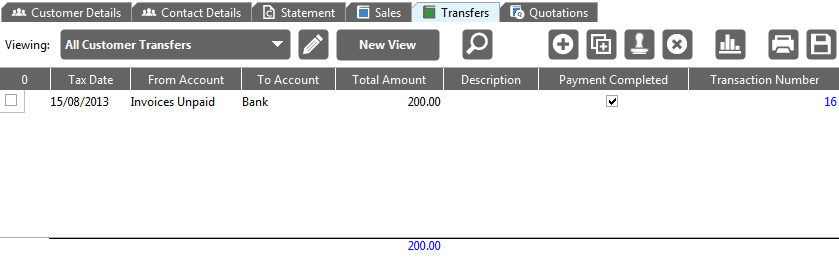 Customer Details Contact Details Statement Sales Transfers Quotations
Viewing: All Customer Transfers New View
0 Tax Date From Account To Account Total Amount Description Payment Completed Transaction Number
15/08/2013 Invoices Unpaid Bank 200.00 16
200.00